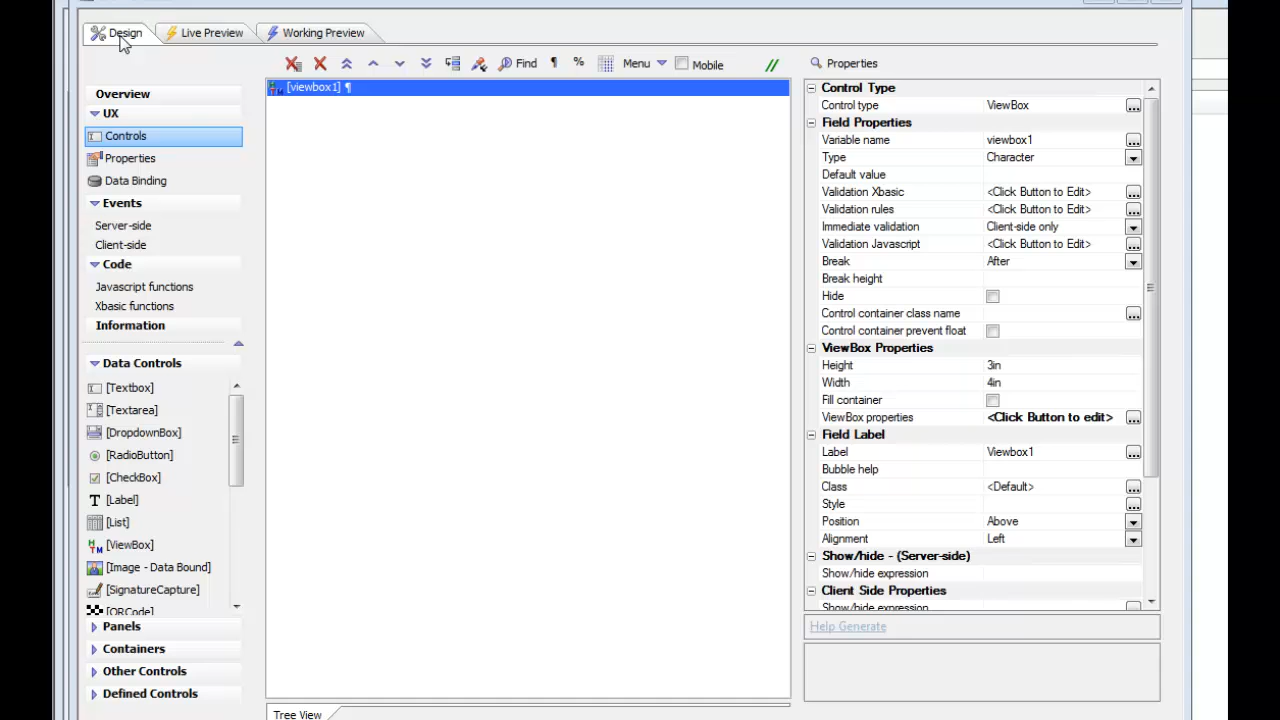 Design Live Preview Working Preview
Find ¶ % Menu Mobile //
Overview
UX
Controls
Properties
Data Binding
Events
Server-side
Client-side
Code
Javascript functions
Xbasic functions
Information
Data Controls
[Textbox]
[Textarea]
[DropdownBox]
[RadioButton]
[CheckBox]
[Label]
[List]
[ViewBox]
[Image - Data Bound]
[SignatureCapture]
[QRCode]
Panels
Containers
Other Controls
Defined Controls
[viewbox1] ¶
Tree View
Properties
Control Type
Control type ViewBox
Field Properties
Variable name viewbox1
Type Character
Default value
Validation Xbasic <Click Button to Edit>
Validation rules <Click Button to Edit>
Immediate validation Client-side only
Validation Javascript <Click Button to Edit>
Break After
Break height
Hide
Control container class name
Control container prevent float
ViewBox Properties
Height 3in
Width 4in
Fill container
ViewBox properties <Click Button to edit>
Field Label
Label Viewbox1
Bubble help
Class <Default>
Style
Position Above
Alignment Left
Show/hide - (Server-side)
Show/hide expression
Client Side Properties
Show/hide expression
Help Generate